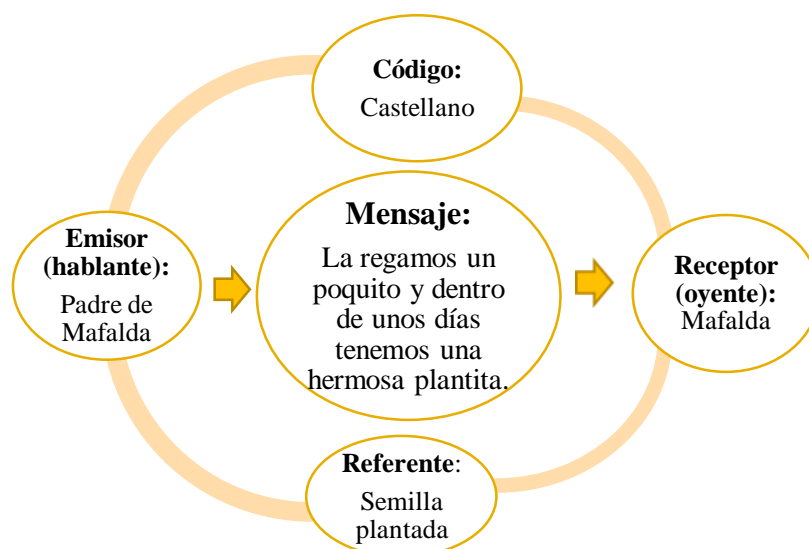 Código:
Castellano
Emisor
(hablante):
Padre de
Mafalda
Mensaje:
La regamos un
poquito y dentro
de unos días
tenemos una
hermosa plantita.
Receptor
(oyente):
Mafalda
Referente:
Semilla
plantada